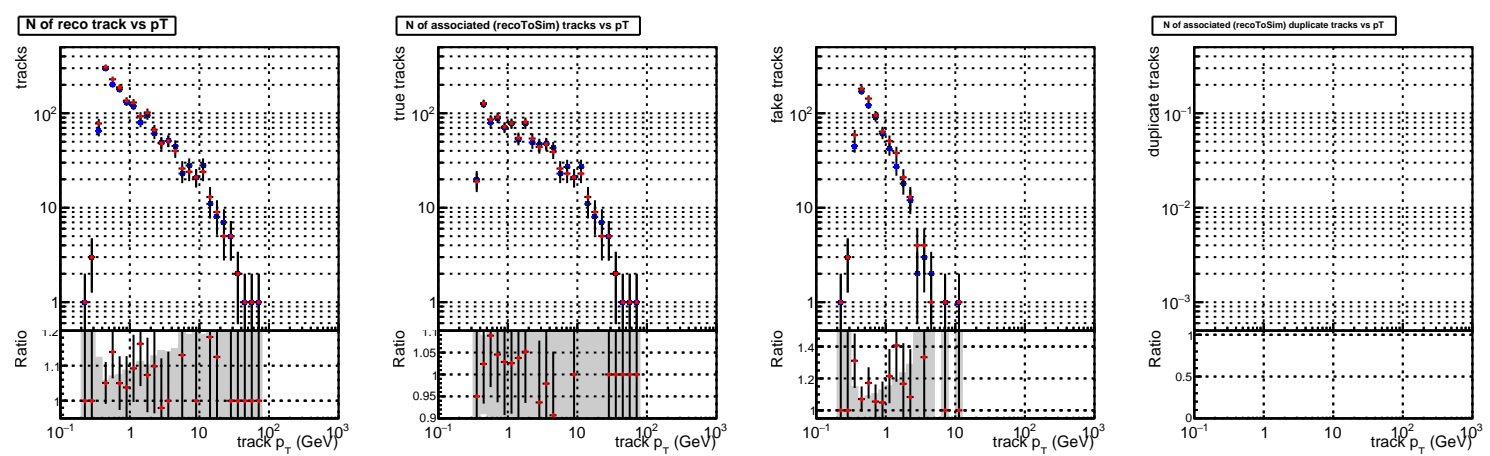 N of reco track vs pT
tracks
10²
10
1
Ratio
1.2
1.1
1
10⁻¹ 1 10 10² 10³
track p_T (GeV)
N of associated (recoToSim) tracks vs pT
true tracks
10²
10
1
Ratio
1.1
1.05
1
0.95
0.9
10⁻¹ 1 10 10² 10³
track p_T (GeV)
fake tracks
10²
10
1
Ratio
1.4
1.2
1
10⁻¹ 1 10 10² 10³
track p_T (GeV)
N of associated (recoToSim) duplicate tracks vs pT
duplicate tracks
10⁻¹
10⁻²
10⁻³
Ratio
1
0.5
0
10⁻¹ 1 10 10² 10³
track p_T (GeV)